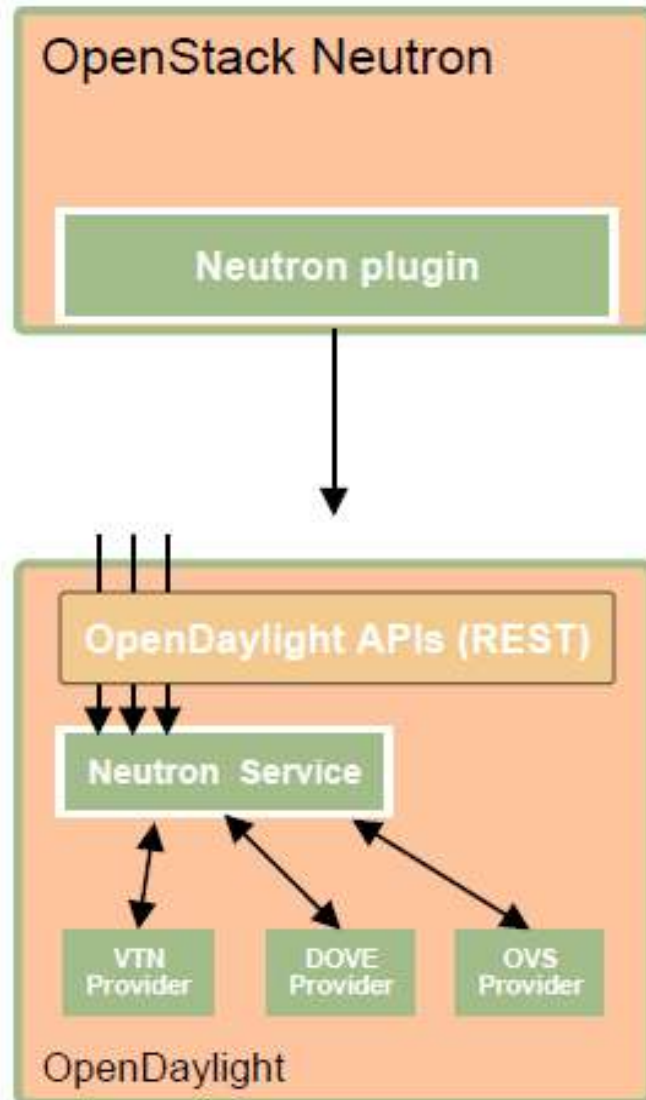 OpenStack Neutron
Neutron plugin
OpenDaylight APIs (REST)
Neutron Service
VTN
Provider
DOVE
Provider
OVS
Provider
OpenDaylight